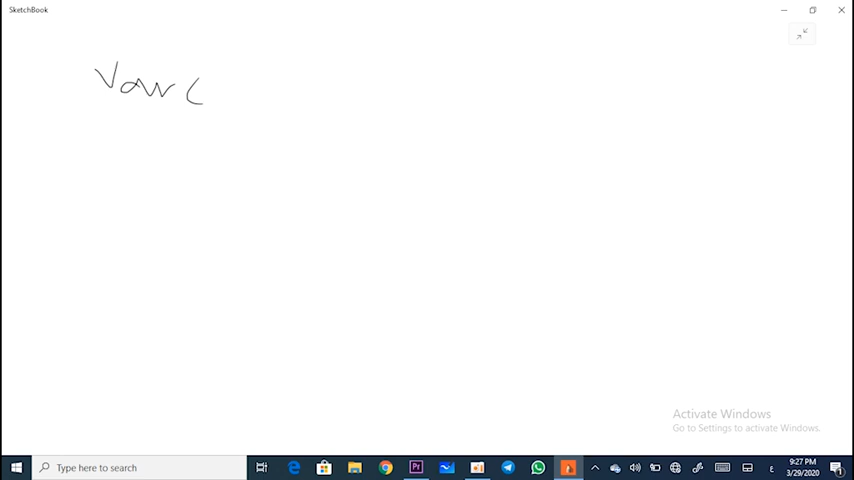 SketchBook
Activate Windows
Go to Settings to activate Windows.
Type here to search
9:27 PM
3/29/2020